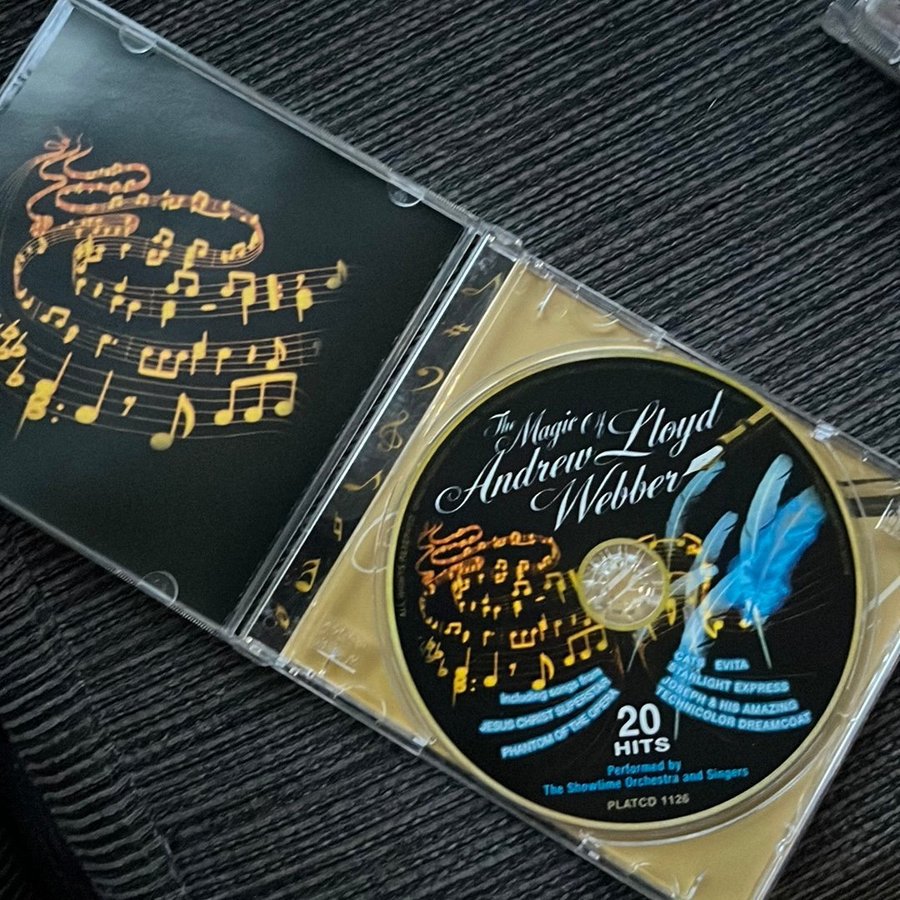 The Magic Of
Andrew Lloyd
Webber
Including songs from
JESUS CHRIST SUPERSTAR
PHANTOM OF THE OPERA
CATS EVITA
STARLIGHT EXPRESS
JOSEPH & HIS AMAZING
TECHNICOLOR DREAMCOAT
20
HITS
Performed by
The Showtime Orchestra and Singers
PLATCD 1126